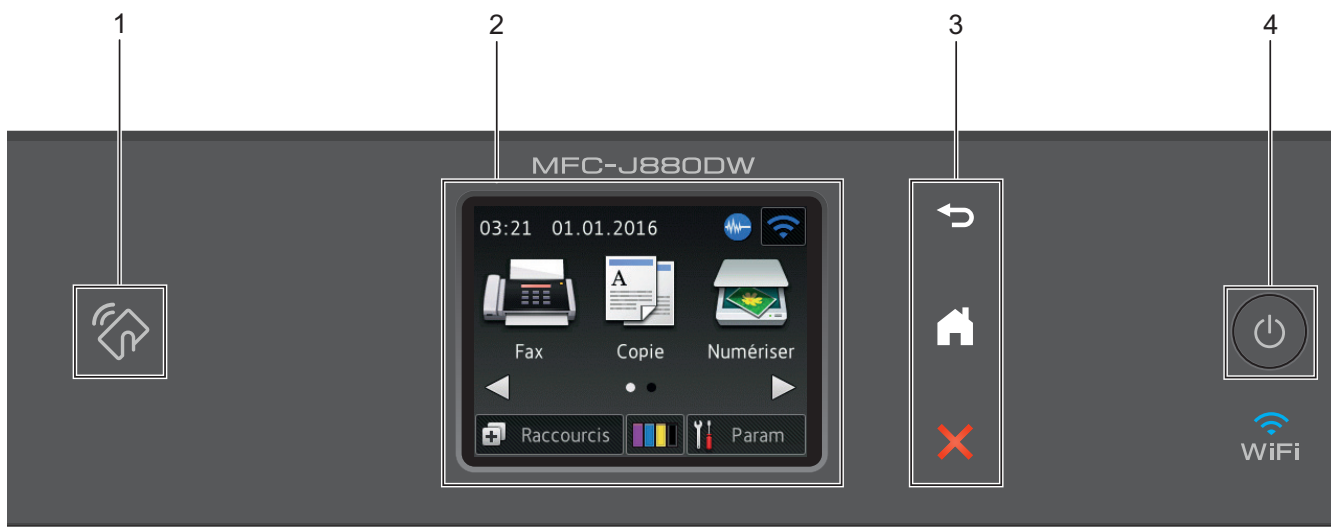 1 2 3 4
MFC-J880DW
03:21 01.01.2016
A
Fax Copie Numériser
Raccourcis Param
WiFi